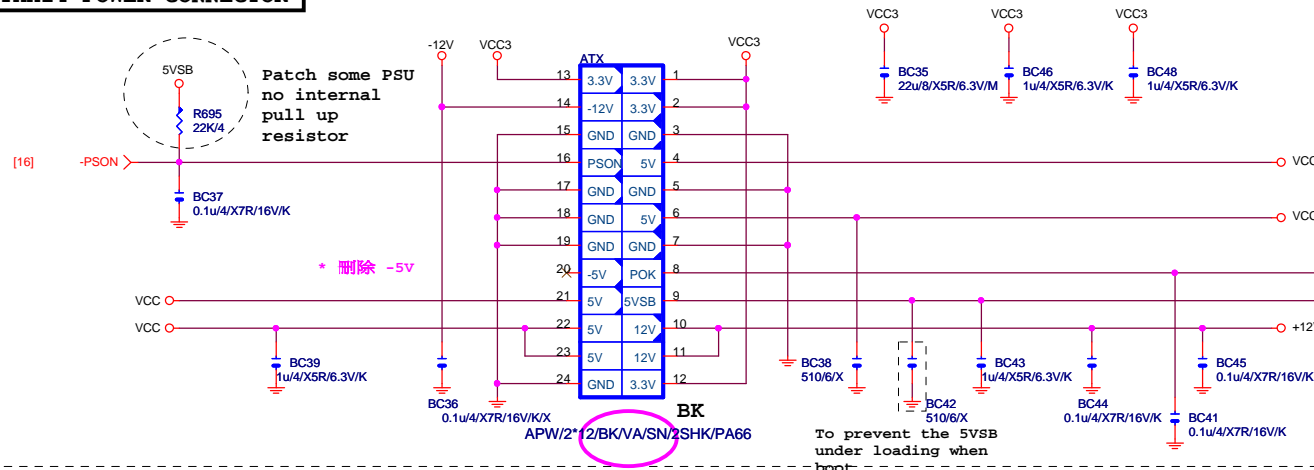 POWER CONNECTOR
5VSB
R695
22K/4
Patch some PSU
no internal
pull up
resistor
[16]
-PSON
BC37
0.1u/4/X7R/16V/K
* 刪除 -5V
VCC
VCC
BC39
1u/4/X5R/6.3V/K
-12V
VCC3
VCC3
ATX
13 3.3V 3.3V 1
14 -12V 3.3V 2
15 GND GND 3
16 PSON 5V 4
17 GND GND 5
18 GND 5V 6
19 GND GND 7
20 -5V POK 8
21 5V 5VSB 9
22 5V 12V 10
23 5V 12V 11
24 GND 3.3V 12
BC36
0.1u/4/X7R/16V/K/X
BK
APW/2*12/BK/VA/SN/2SHK/PA66
VCC3
BC35
22u/8/X5R/6.3V/M
VCC3
BC46
1u/4/X5R/6.3V/K
VCC3
BC48
1u/4/X5R/6.3V/K
VCC
VCC
+12V
BC38
510/6/X
BC42
510/6/X
BC43
1u/4/X5R/6.3V/K
BC44
0.1u/4/X7R/16V/K
BC45
0.1u/4/X7R/16V/K
BC41
0.1u/4/X7R/16V/K
To prevent the 5VSB
under loading when
boot